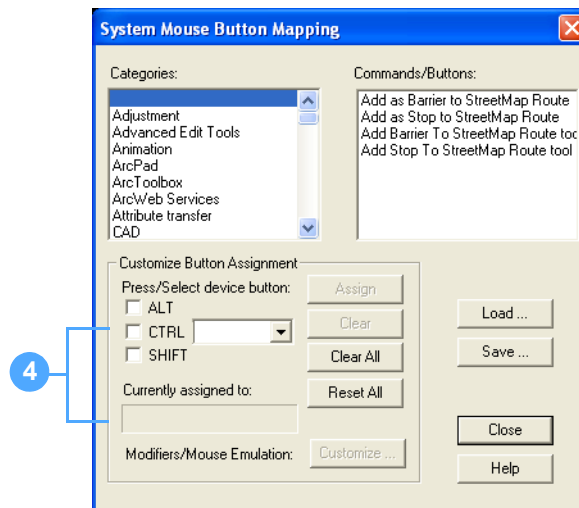 System Mouse Button Mapping
Categories:
Commands/Buttons:
Adjustment
Advanced Edit Tools
Animation
ArcPad
ArcToolbox
ArcWeb Services
Attribute transfer
CAD
Add as Barrier to StreetMap Route
Add as Stop to StreetMap Route
Add Barrier To StreetMap Route too
Add Stop To StreetMap Route tool
Customize Button Assignment
Press/Select device button:
ALT
CTRL
SHIFT
Assign
Clear
Clear All
Reset All
Currently assigned to:
Modifiers/Mouse Emulation:
Customize ...
Load ...
Save ...
Close
Help
4